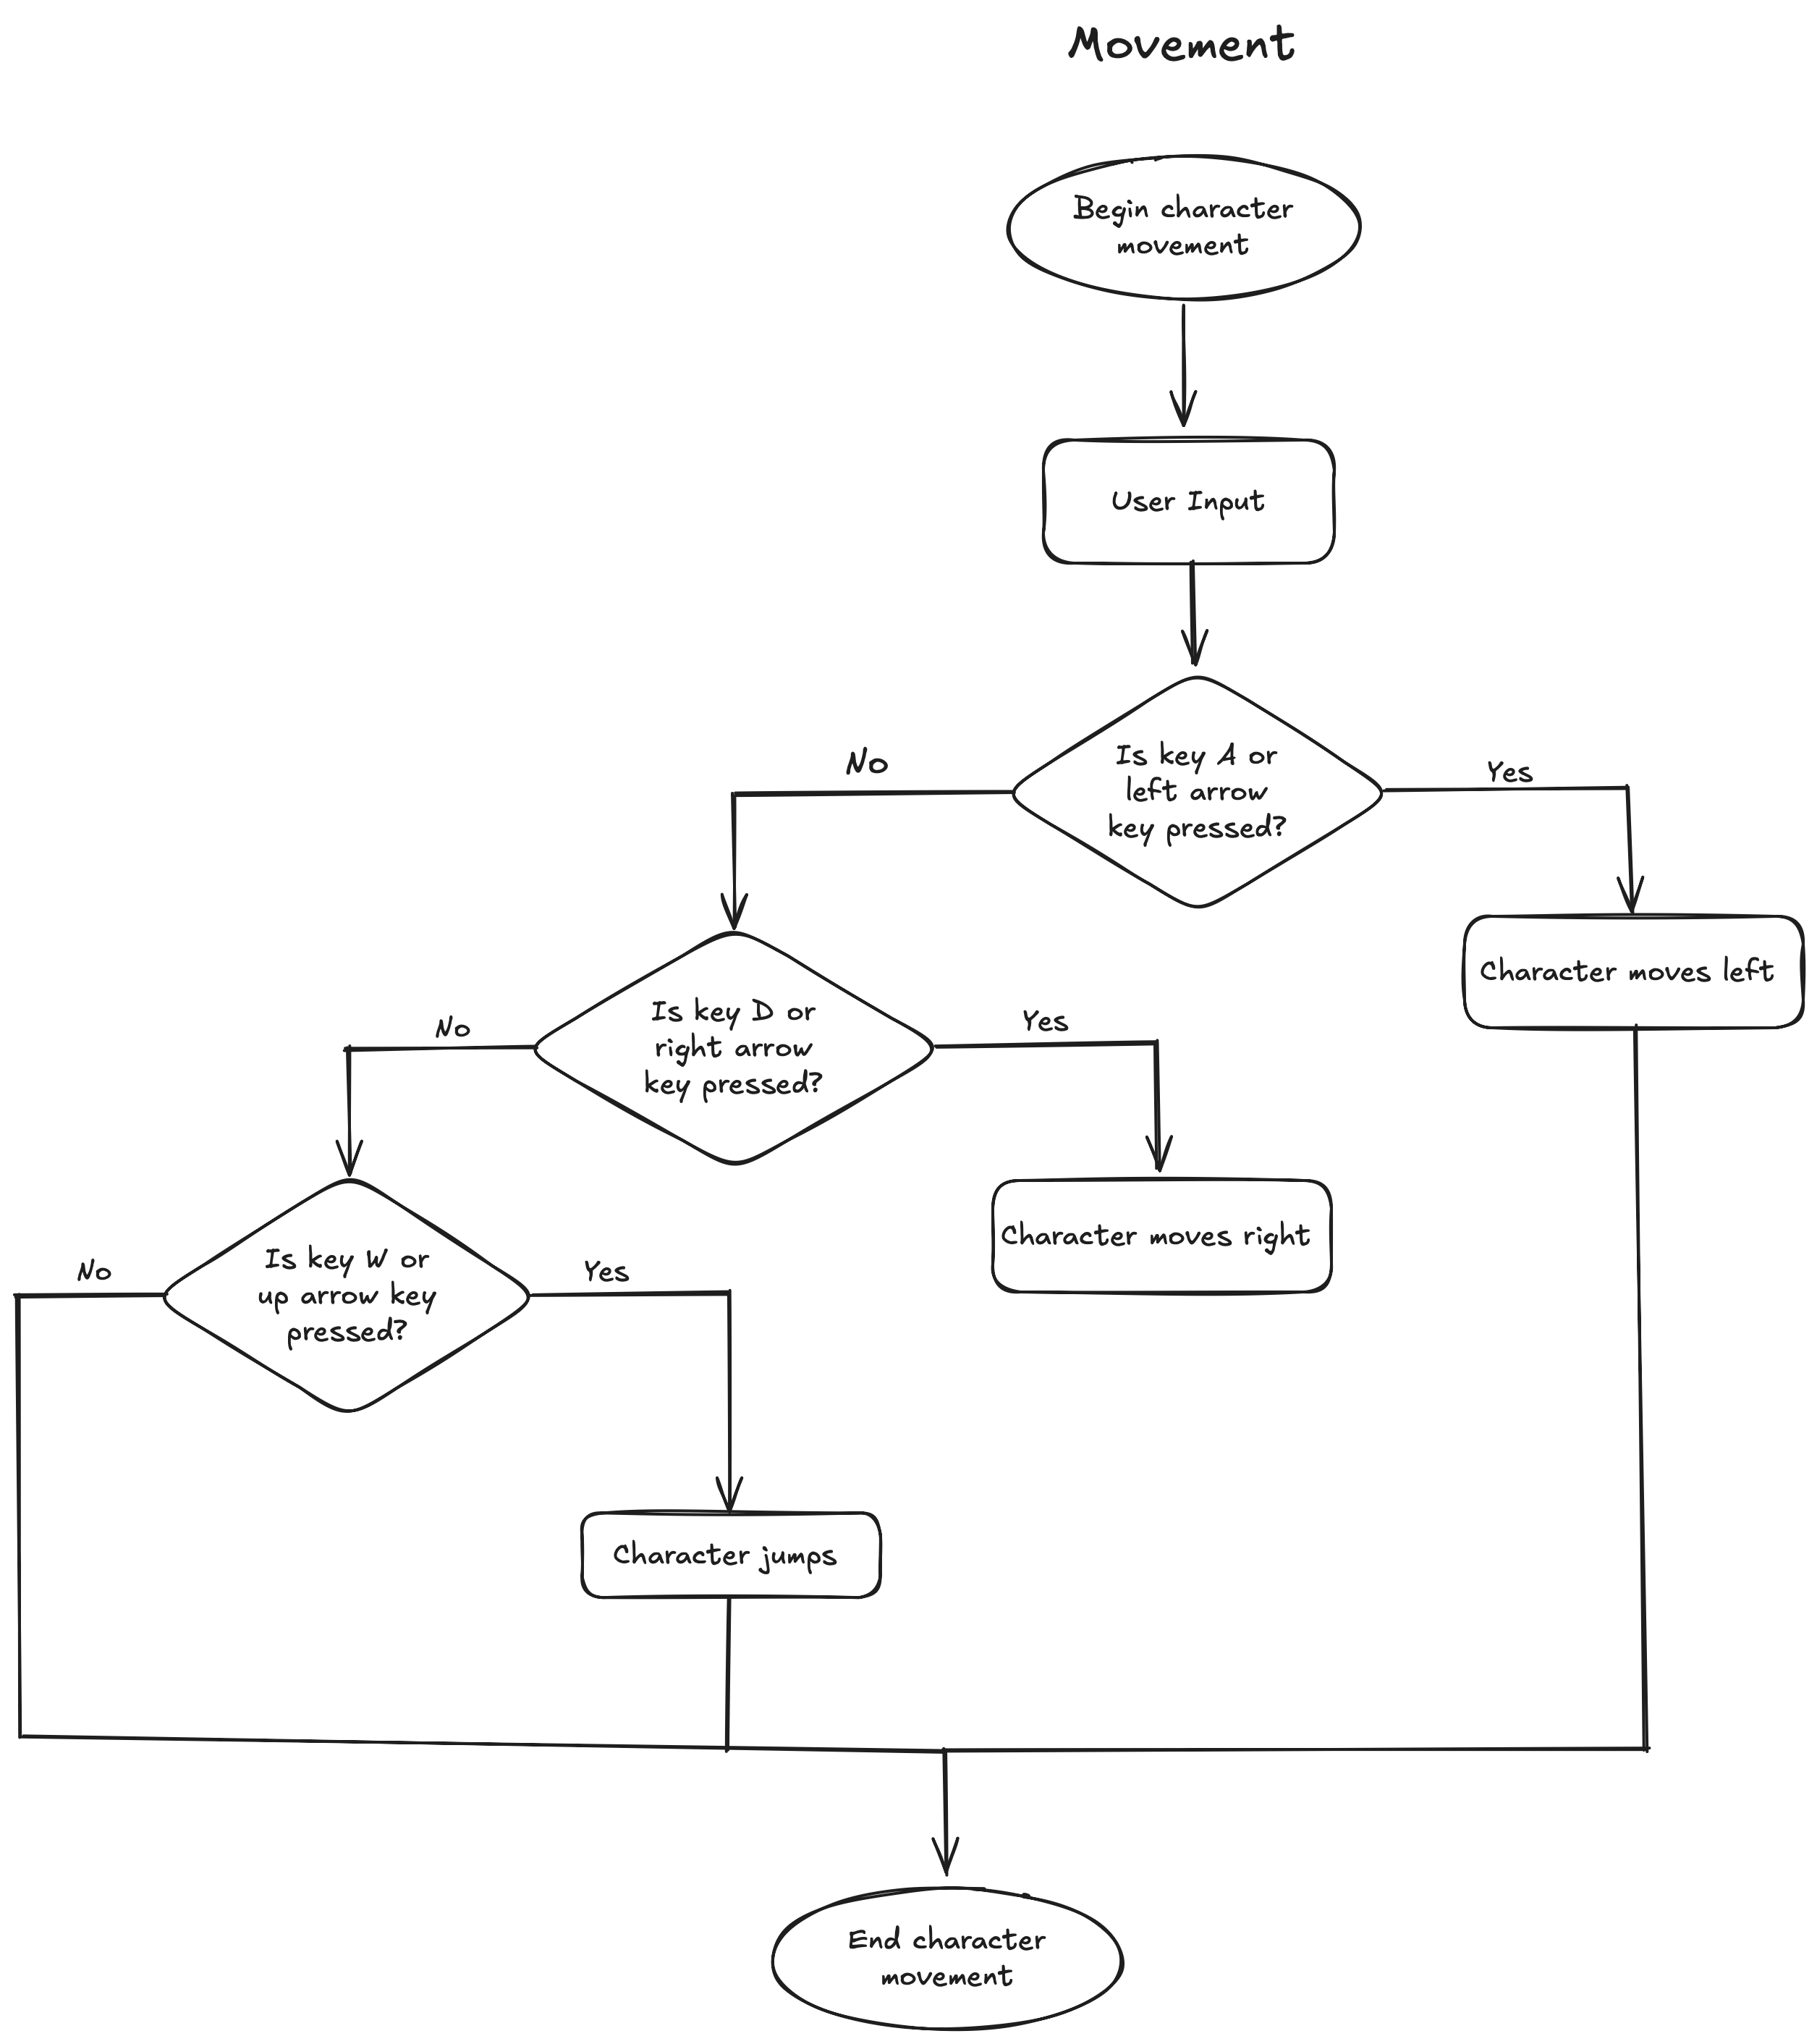 Movement
Begin character
movement
User Input
Is key A or
left arrow
key pressed?
No
Yes
Character moves left
Is key D or
right arrow
key pressed?
No
Yes
Character moves right
Is key W or
up arrow key
pressed?
No
Yes
Character jumps
End character
movement